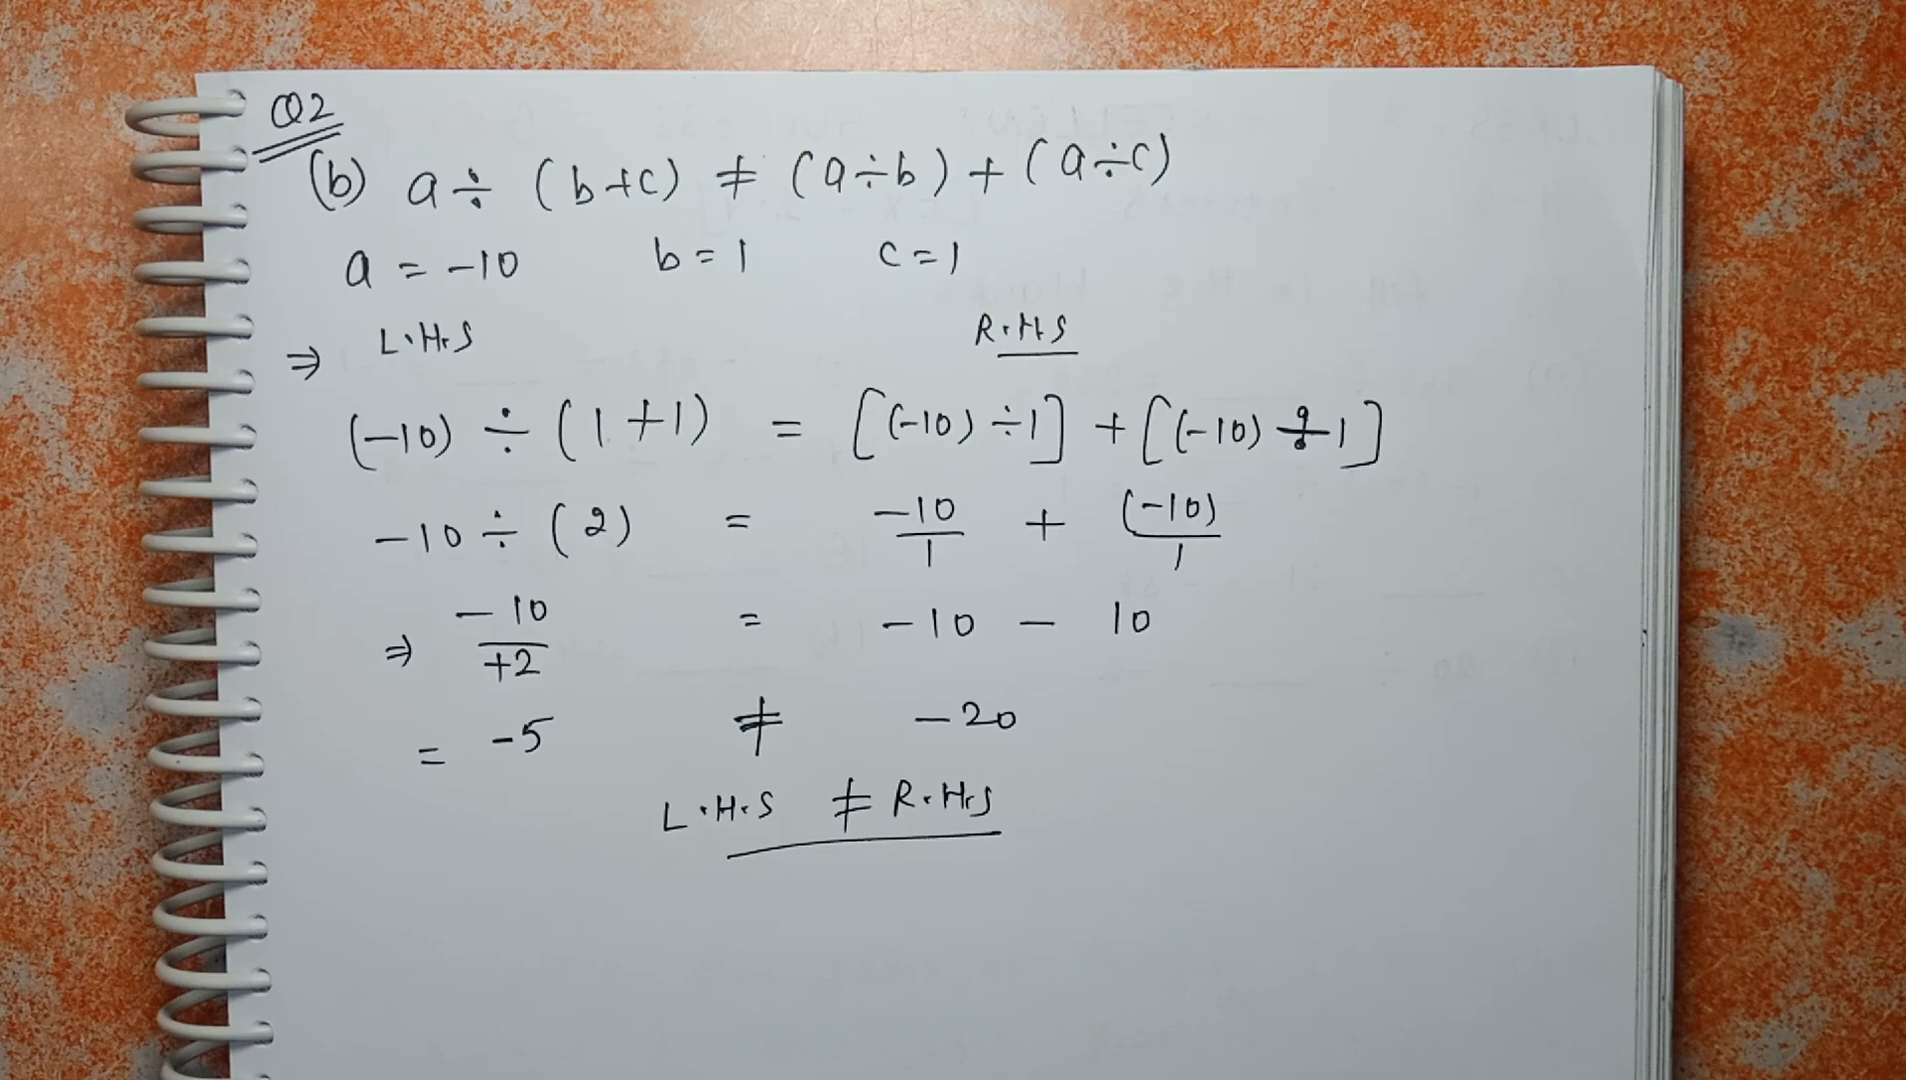 Q2
(b) a ÷ (b+c) ≠ (a÷b) + (a÷c)
a = -10 b = 1 c = 1
⇒ L.H.S R.H.S
(-10) ÷ (1+1) = [(-10) ÷ 1] + [(-10) ÷ 1]
-10 ÷ (2) = -10/1 + (-10)/1
⇒ -10/+2 = -10 - 10
= -5 ≠ -20
L.H.S ≠ R.H.S